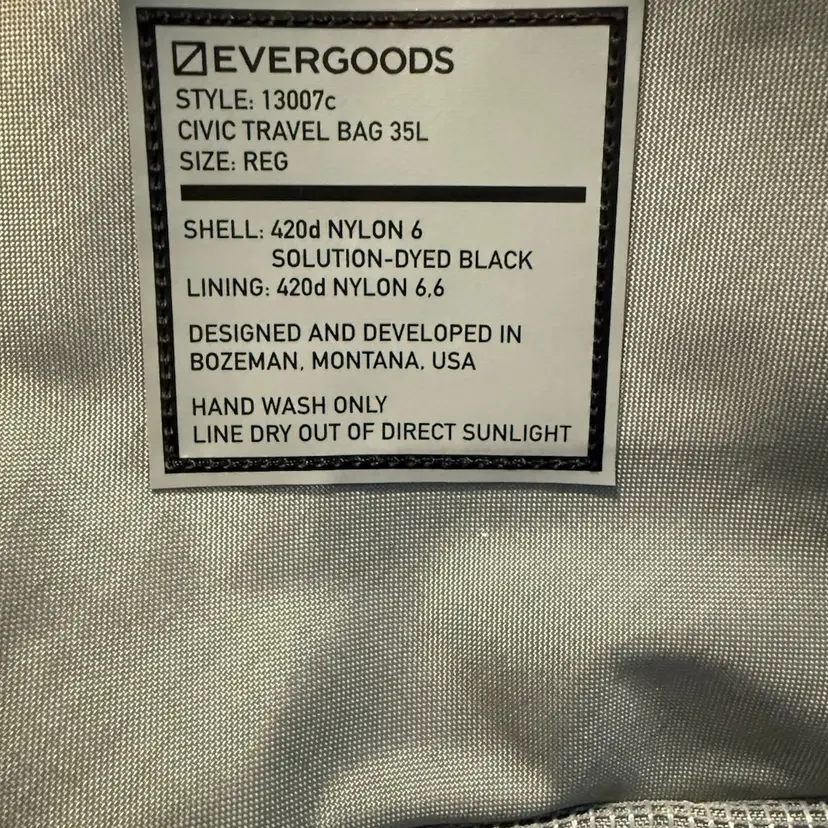 EVERGOODS
STYLE: 13007c
CIVIC TRAVEL BAG 35L
SIZE: REG
SHELL: 420d NYLON 6
SOLUTION-DYED BLACK
LINING: 420d NYLON 6,6
DESIGNED AND DEVELOPED IN
BOZEMAN, MONTANA, USA
HAND WASH ONLY
LINE DRY OUT OF DIRECT SUNLIGHT